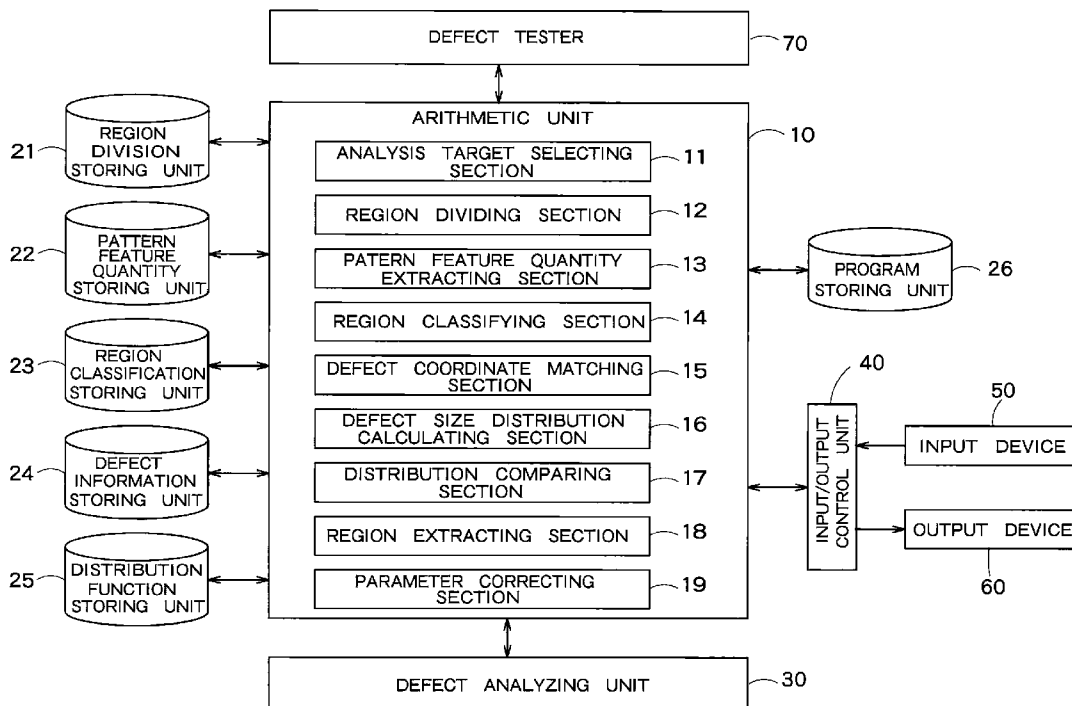 DEFECT TESTER
70
ARITHMETIC UNIT
10
ANALYSIS TARGET SELECTING
SECTION
11
REGION DIVIDING SECTION
12
PATERN FEATURE QUANTITY
EXTRACTING SECTION
13
REGION CLASSIFYING SECTION
14
DEFECT COORDINATE MATCHING
SECTION
15
DEFECT SIZE DISTRIBUTION
CALCULATING SECTION
16
DISTRIBUTION COMPARING
SECTION
17
REGION EXTRACTING SECTION
18
PARAMETER CORRECTING
SECTION
19
21
REGION
DIVISION
STORING UNIT
22
PATTERN
FEATURE
QUANTITY
STORING UNIT
23
REGION
CLASSIFICATION
STORING UNIT
24
DEFECT
INFORMATION
STORING UNIT
25
DISTRIBUTION
FUNCTION
STORING UNIT
PROGRAM
STORING UNIT
26
40
INPUT/OUTPUT
CONTROL UNIT
50
INPUT DEVICE
OUTPUT DEVICE
60
DEFECT ANALYZING UNIT
30